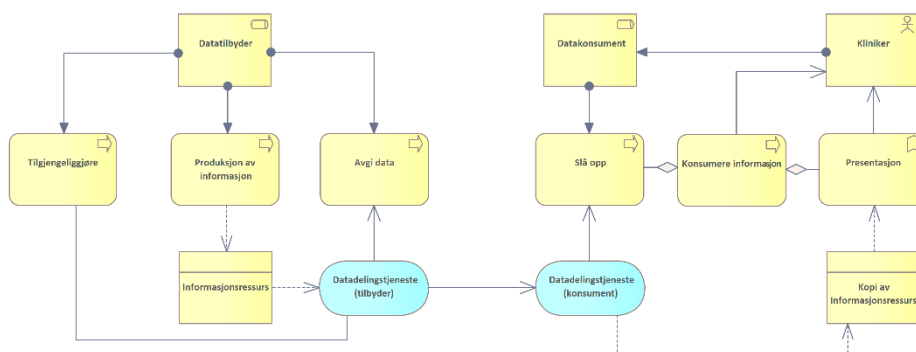 Datatilbyder
Datakonsument
Kliniker
Tilgjengeliggjøre
Produksjon av
informasjon
Avgi data
Slå opp
Konsumere informasjon
Presentasjon
Informasjonsressurs
Datadelingstjeneste
(tilbyder)
Datadelingstjeneste
(konsument)
Kopi av
Informasjonsressurs